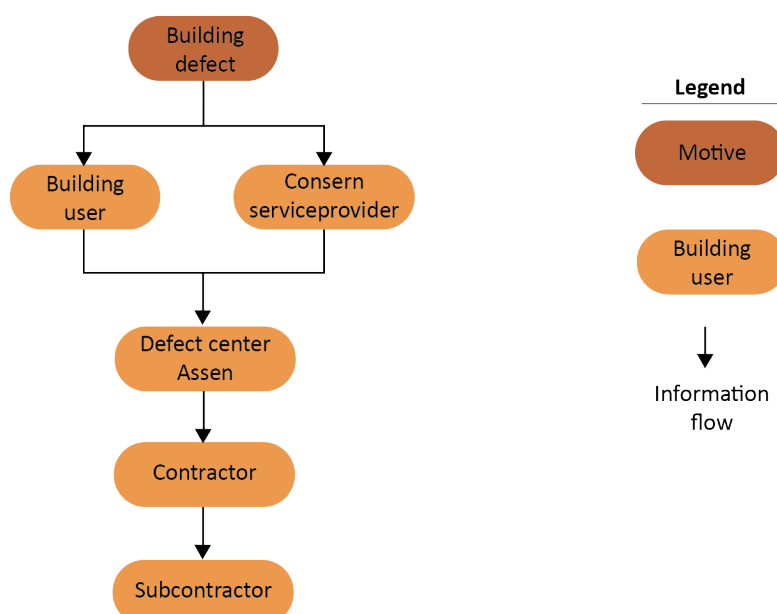 Building
defect
Building
user
Consern
serviceprovider
Defect center
Assen
Contractor
Subcontractor
Legend
Motive
Building
user
Information
flow